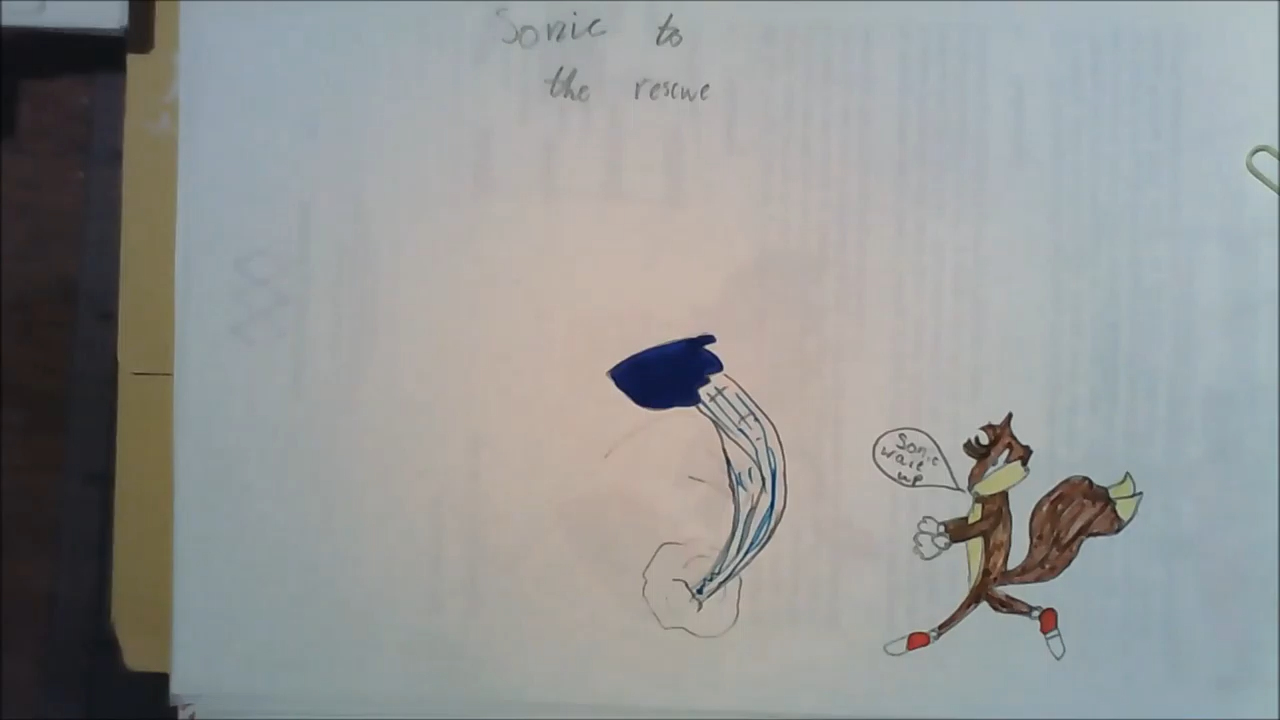 Sonic to
the rescue
Sonic
wait
up